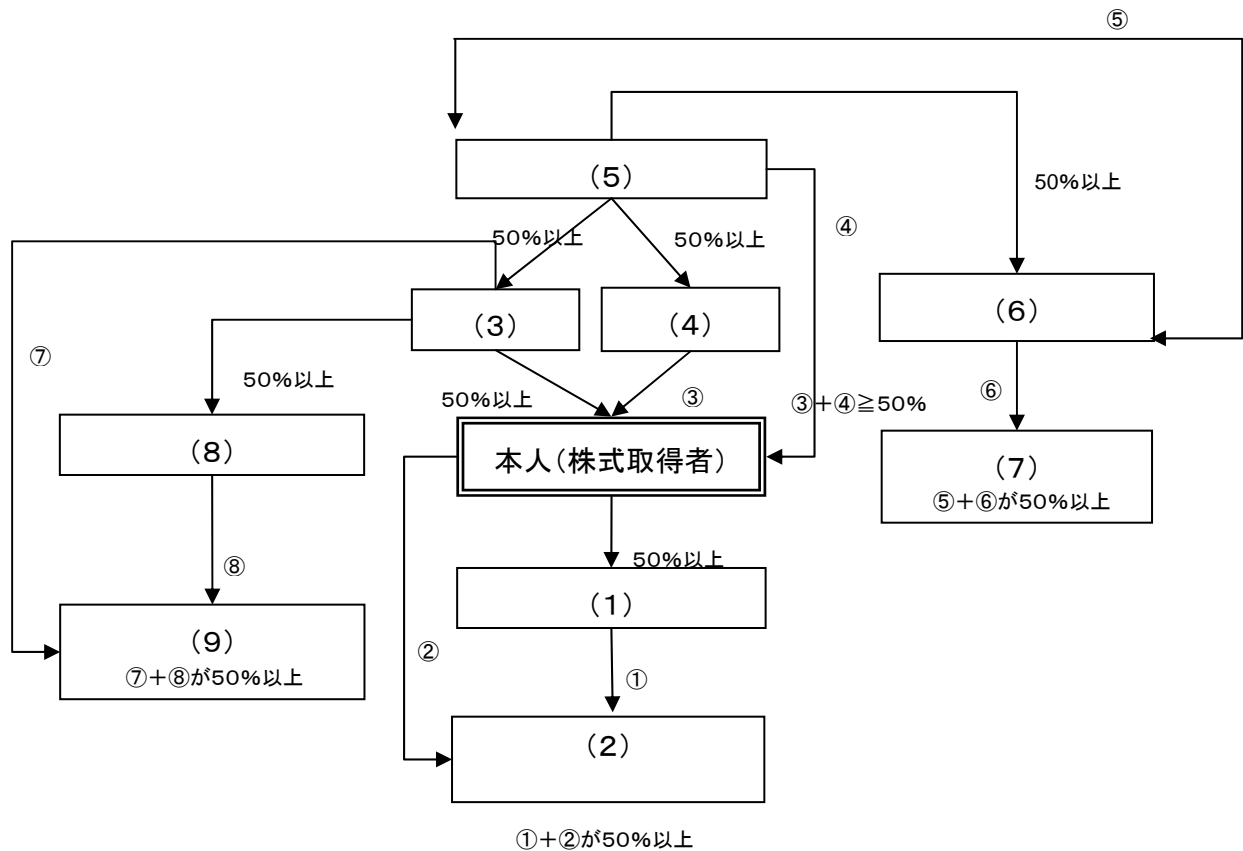 ⑤
(5)
50%以上
50%以上
50%以上
④
(3)
(4)
(6)
⑦
50%以上
50%以上
③
③+④≧50%
⑥
(8)
本人(株式取得者)
(7)
⑤+⑥が50%以上
50%以上
⑧
(1)
(9)
⑦+⑧が50%以上
②
①
(2)
①+②が50%以上